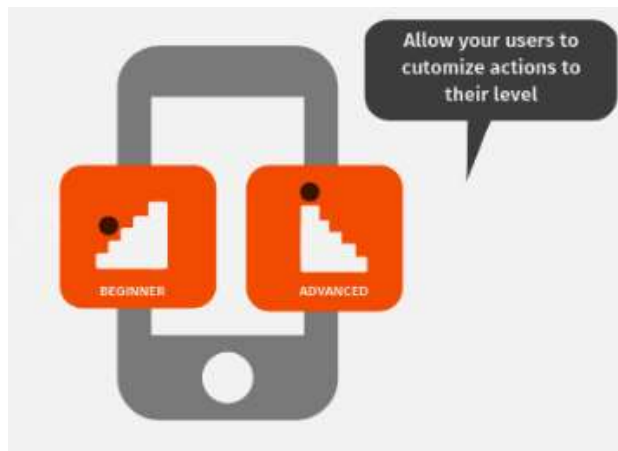 Allow your users to
cutomize actions to
their level
BEGINNER
ADVANCED